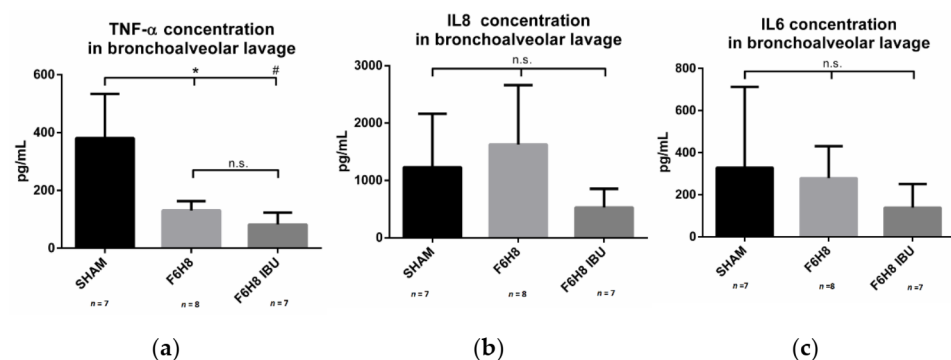 TNF-α concentration
in bronchoalveolar lavage
600
400
200
0
pg/mL
*
#
n.s.
SHAM
F6H8
F6H8 IBU
n = 7
n = 8
n = 7
(a)
IL8 concentration
in bronchoalveolar lavage
3000
2000
1000
0
pg/mL
n.s.
SHAM
F6H8
F6H8 IBU
n = 7
n = 8
n = 7
(b)
IL6 concentration
in bronchoalveolar lavage
800
600
400
200
0
pg/mL
n.s.
SHAM
F6H8
F6H8 IBU
n =7
n =8
n =7
(c)